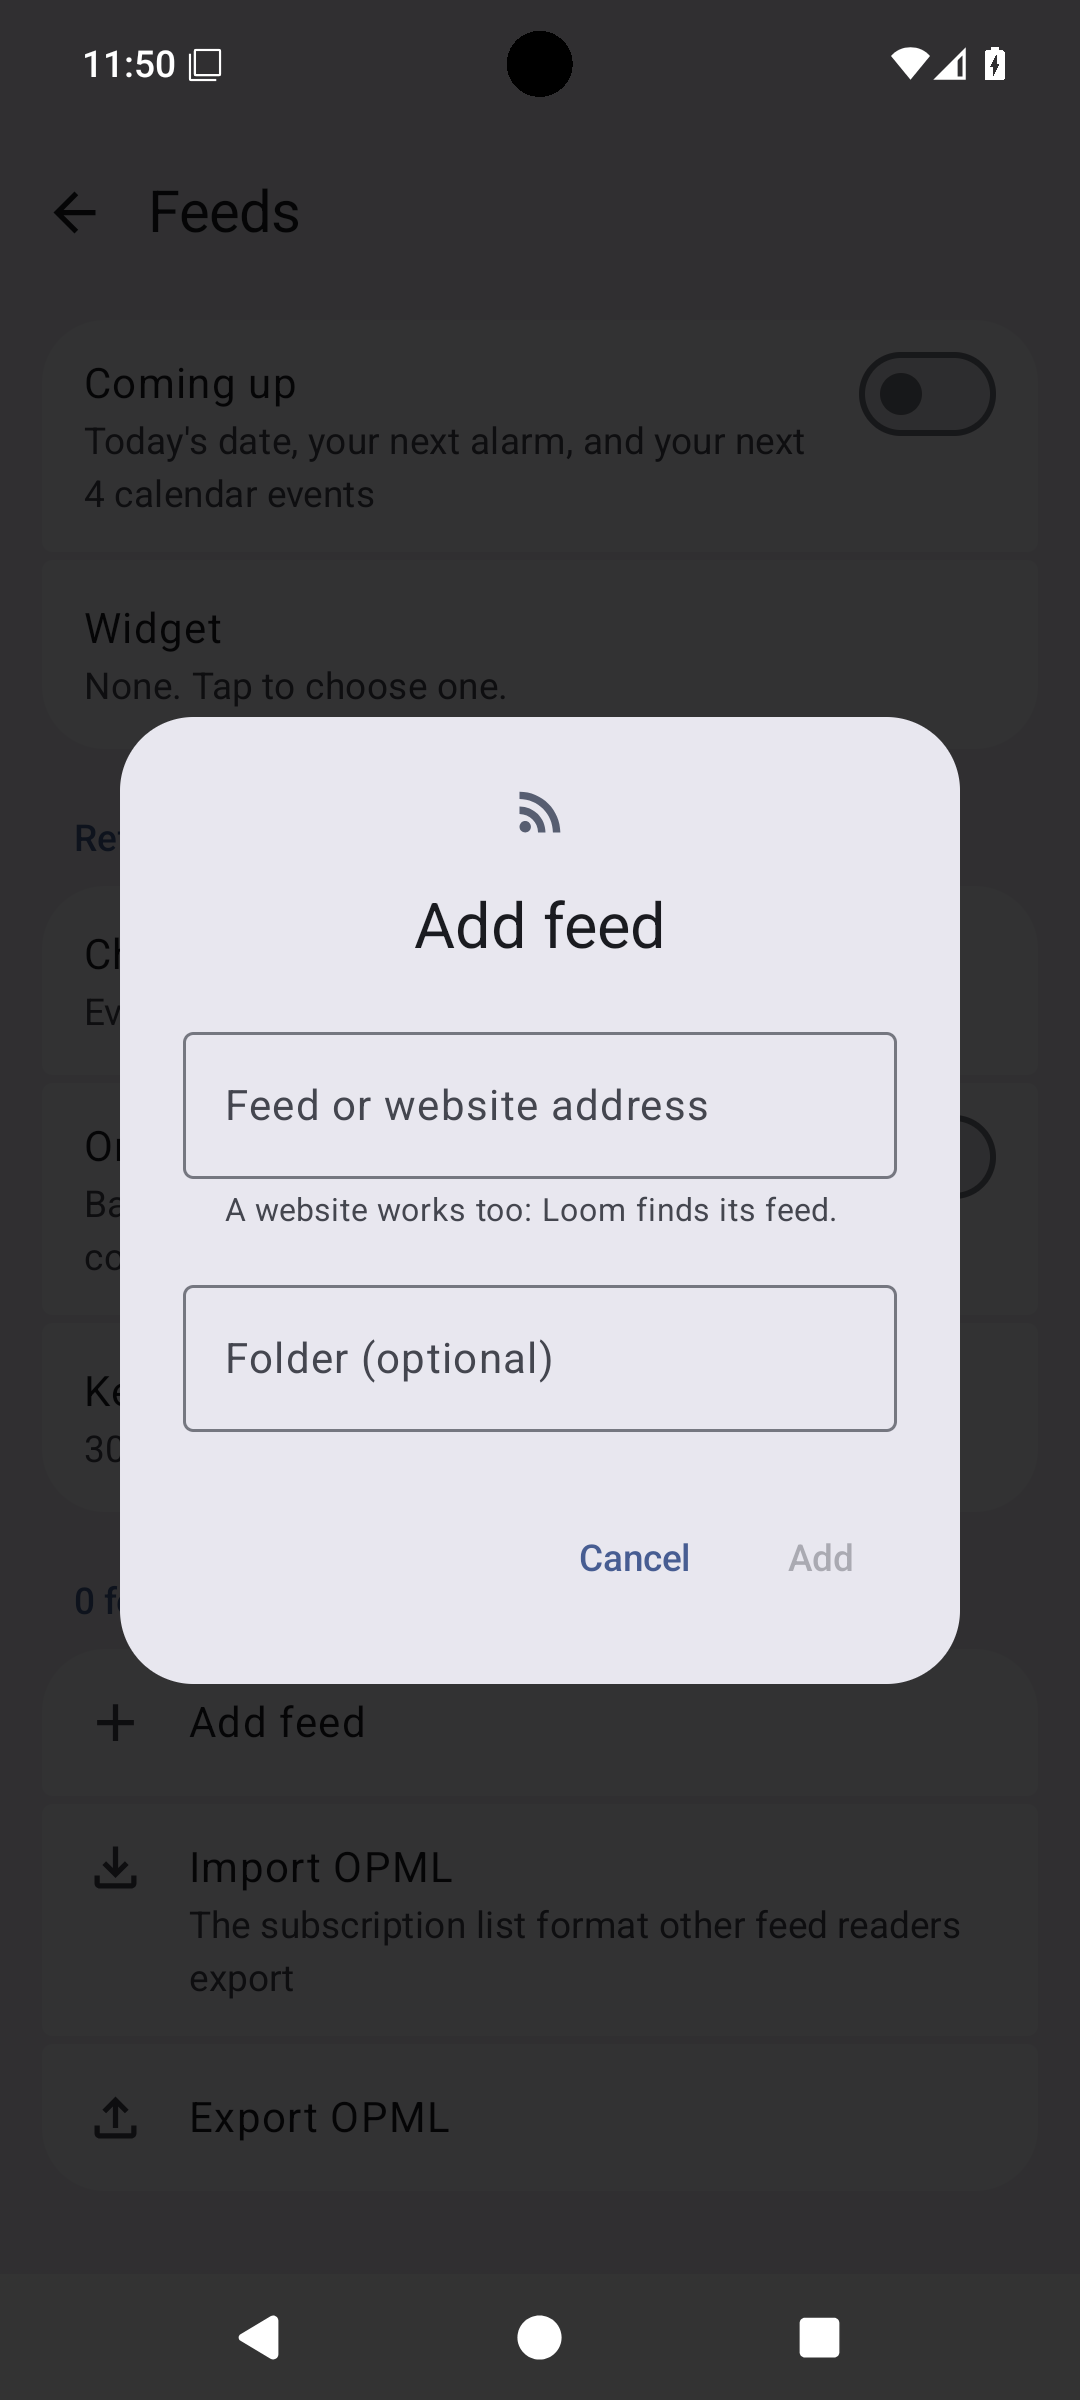 11:50
Feeds
Coming up
Today's date, your next alarm, and your next
4 calendar events
Widget
None. Tap to choose one.
Add feed
Feed or website address
A website works too: Loom finds its feed.
Folder (optional)
Cancel
Add
Add feed
Import OPML
The subscription list format other feed readers
export
Export OPML